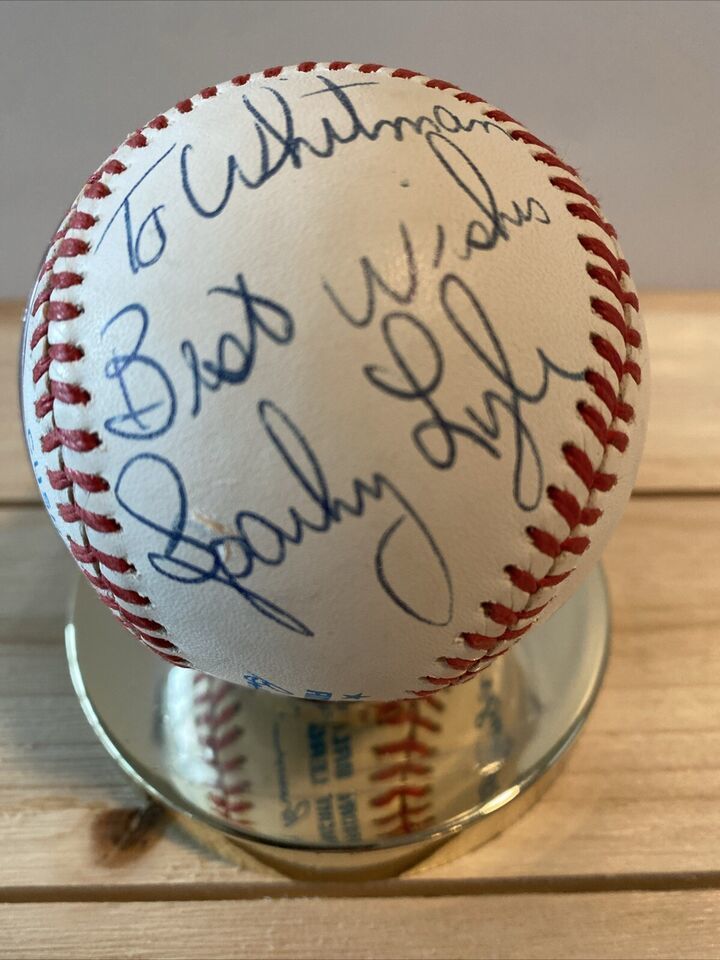 To Whitman
Best Wishes
Sparky Lyle